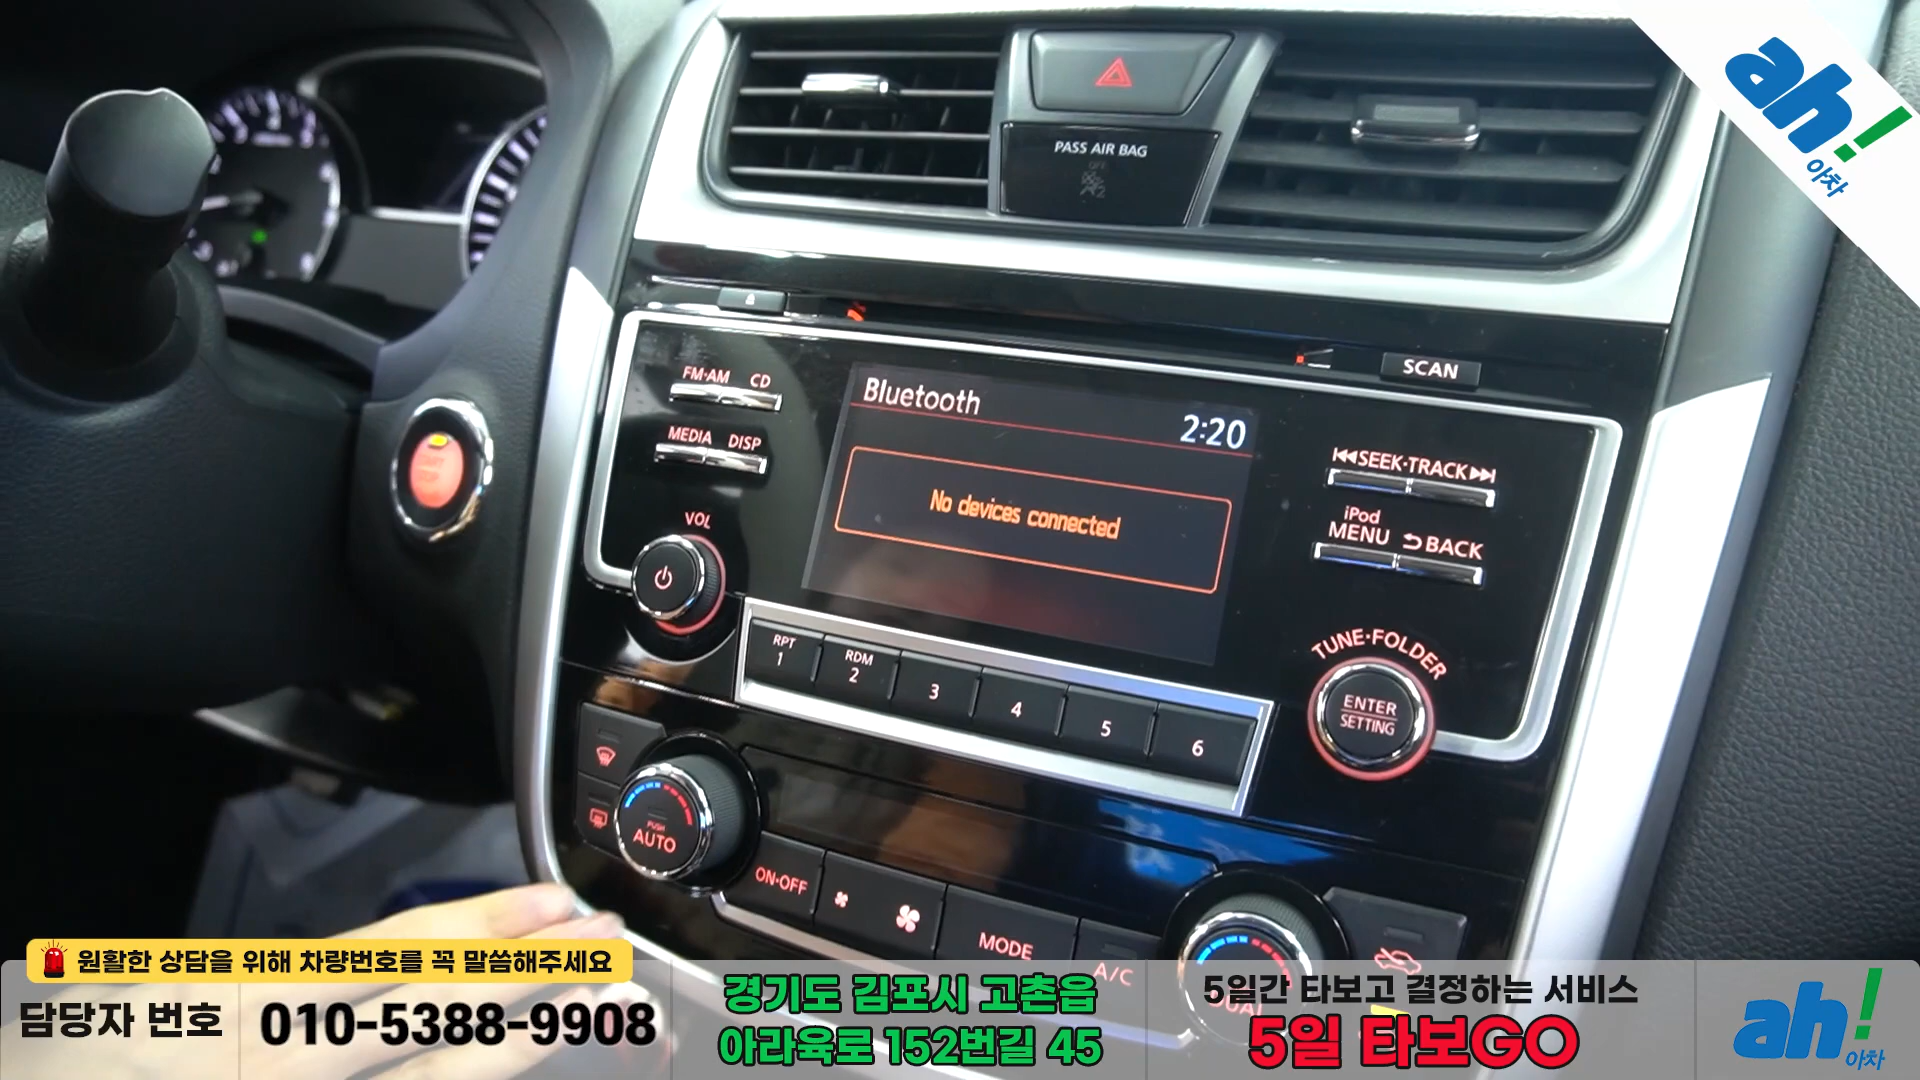 ah!
아차
PASS AIR BAG
OFF
SCAN
FM·AM CD
MEDIA DISP
Bluetooth
2:20
No devices connected
SEEK·TRACK
iPod
MENU BACK
VOL
TUNE·FOLDER
ENTER
SETTING
RPT
1
RDM
2
3
4
5
6
PUSH
AUTO
ON·OFF
MODE
A/C
원활한 상담을 위해 차량번호를 꼭 말씀해주세요
담당자 번호
010-5388-9908
경기도 김포시 고촌읍
아라육로 152번길 45
5일간 타보고 결정하는 서비스
5일 타보GO
ah!
아차